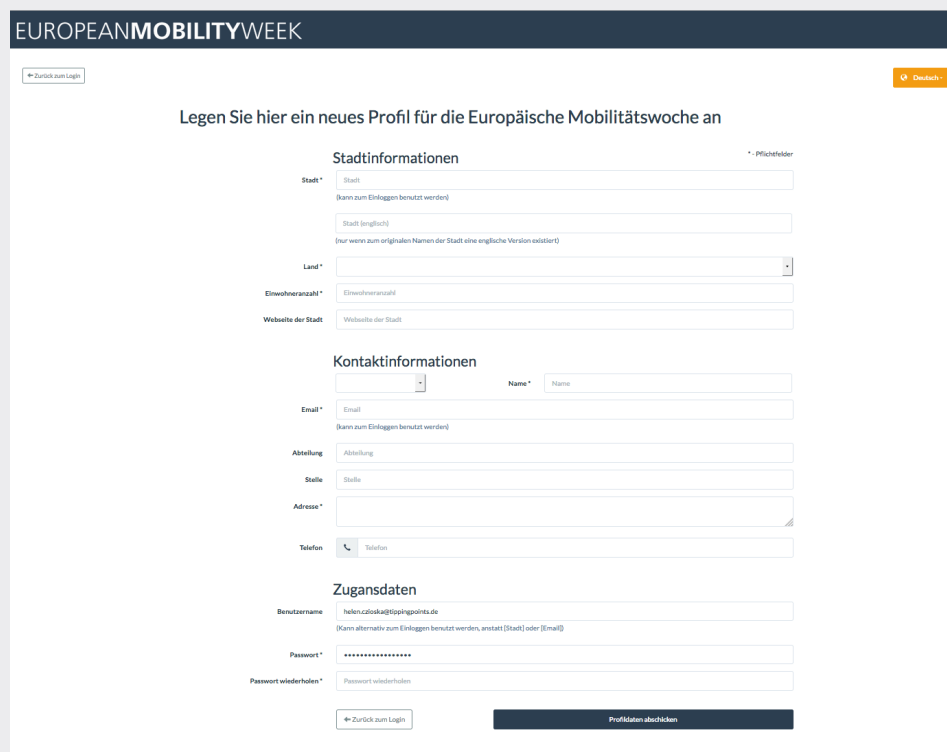 EUROPEANMOBILITYWEEK
Zurück zum Login
Deutsch
Legen Sie hier ein neues Profil für die Europäische Mobilitätswoche an
Stadtinformationen
* - Pflichtfelder
Stadt * Stadt
(kann zum Einloggen benutzt werden)
Stadt (englisch)
(nur wenn zum originalen Namen der Stadt eine englische Version existiert)
Land *
Einwohneranzahl * Einwohneranzahl
Webseite der Stadt Webseite der Stadt
Kontaktinformationen
Name * Name
Email * Email
(kann zum Einloggen benutzt werden)
Abteilung Abteilung
Stelle Stelle
Adresse *
Telefon Telefon
Zugansdaten
Benutzername helen.czioska@tippingpoints.de
(Kann alternativ zum Einloggen benutzt werden, anstatt [Stadt] oder [Email])
Passwort * •••••••••••••••••
Passwort wiederholen * Passwort wiederholen
Zurück zum Login Profildaten abschicken